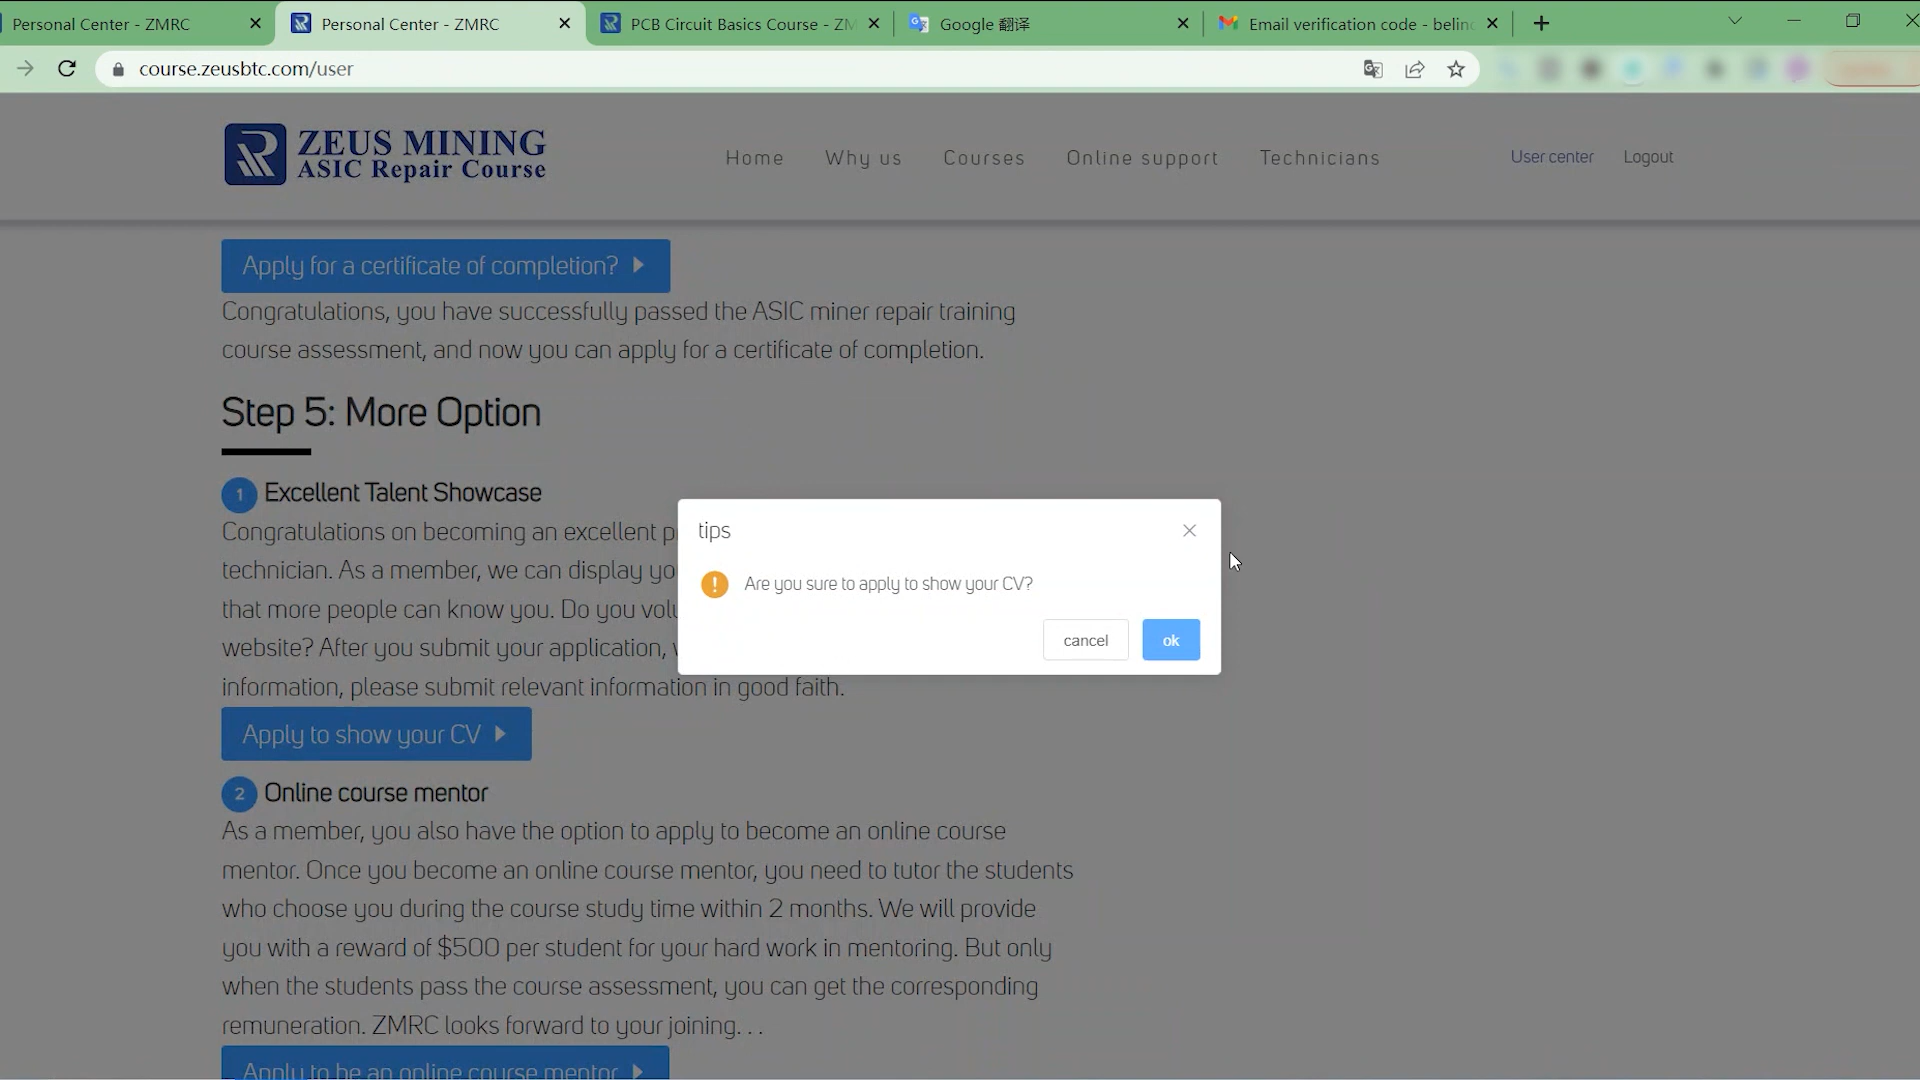 Personal Center - ZMRC
Personal Center - ZMRC
PCB Circuit Basics Course - ZM
Google 翻译
Email verification code - belinc
course.zeusbtc.com/user
ZEUS MINING
ASIC Repair Course
Home
Why us
Courses
Online support
Technicians
User center
Logout
Apply for a certificate of completion?
Congratulations, you have successfully passed the ASIC miner repair training
course assessment, and now you can apply for a certificate of completion.
Step 5: More Option
1 Excellent Talent Showcase
Congratulations on becoming an excellent p
technician. As a member, we can display yo
that more people can know you. Do you volu
website? After you submit your application, w
information, please submit relevant information in good faith.
Apply to show your CV
tips
! Are you sure to apply to show your CV?
cancel
ok
2 Online course mentor
As a member, you also have the option to apply to become an online course
mentor. Once you become an online course mentor, you need to tutor the students
who choose you during the course study time within 2 months. We will provide
you with a reward of $500 per student for your hard work in mentoring. But only
when the students pass the course assessment, you can get the corresponding
remuneration. ZMRC looks forward to your joining. . .
Apply to be an online course mentor